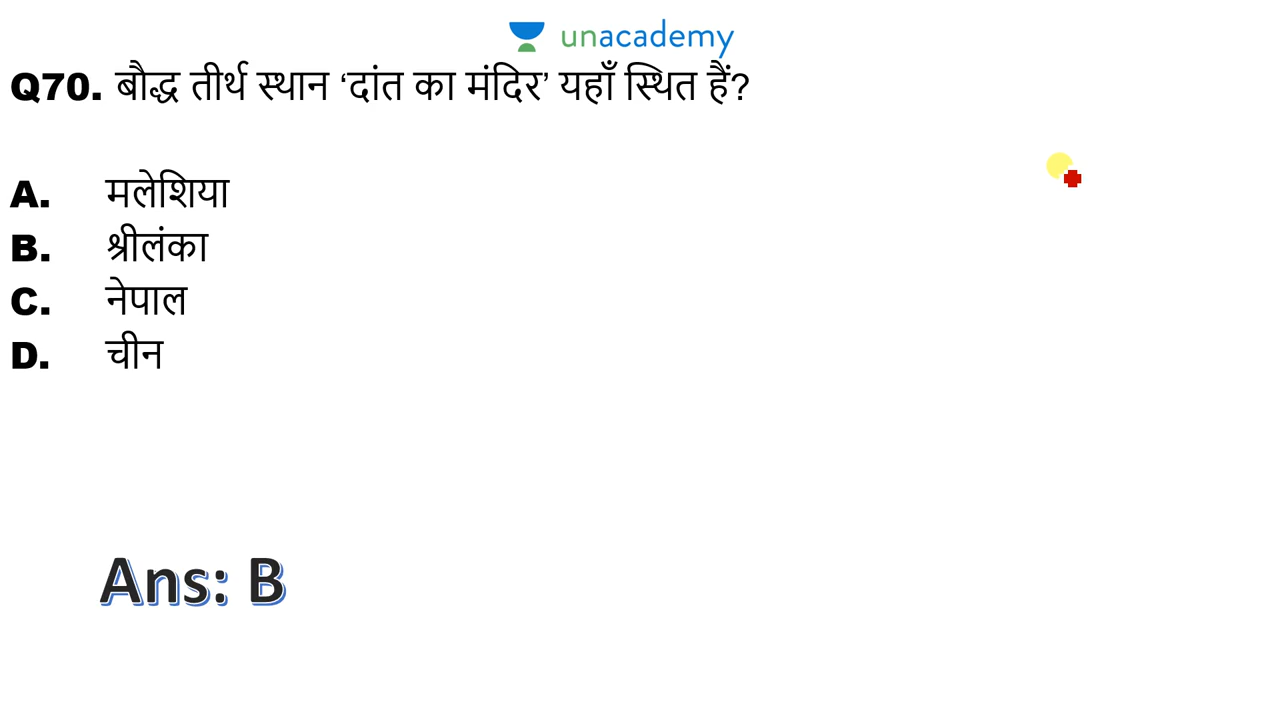 unacademy
Q70. बौद्ध तीर्थ स्थान ‘दांत का मंदिर’ यहाँ स्थित हैं?
A. मलेशिया
B. श्रीलंका
C. नेपाल
D. चीन
Ans: B